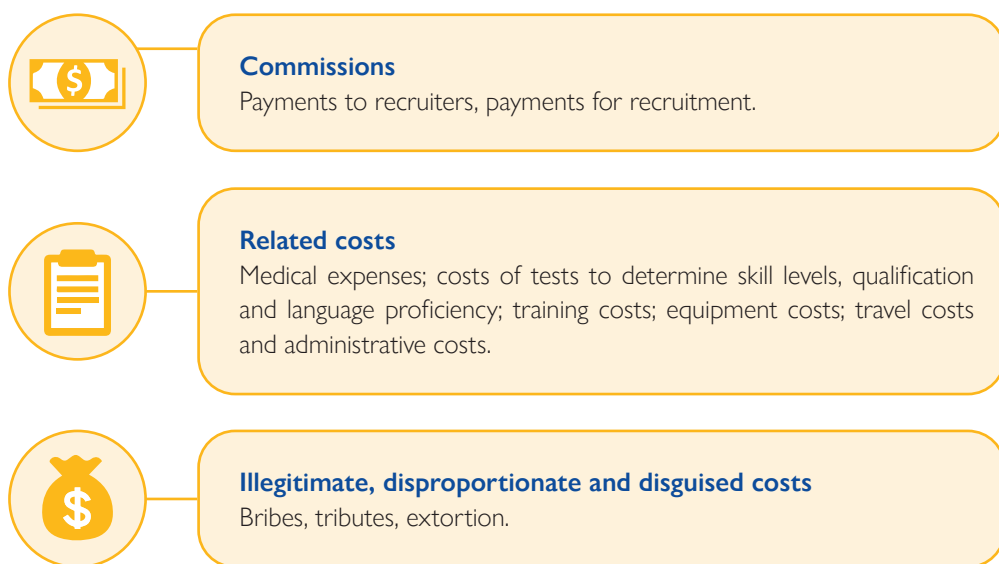 $
Commissions
Payments to recruiters, payments for recruitment.
Related costs
Medical expenses; costs of tests to determine skill levels, qualification
and language proficiency; training costs; equipment costs; travel costs
and administrative costs.
$
Illegitimate, disproportionate and disguised costs
Bribes, tributes, extortion.